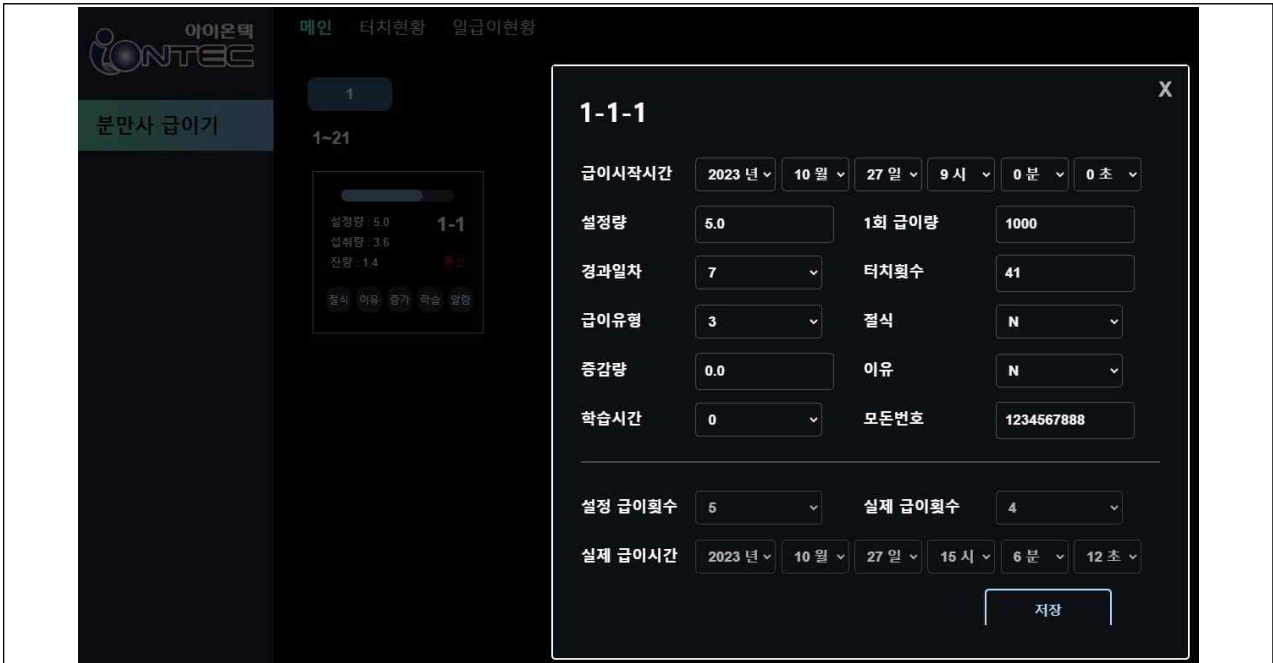 아이온텍
iONTEC
메인 터치현황 일급이현황
분만사 급이기
1
1~21
설정량 : 5.0
섭취량 : 3.6
잔량 : 1.4
1-1
통신
절식 이유 증가 학습 알람
X
1-1-1
급이시작시간 2023 년 10 월 27 일 9 시 0 분 0 초
설정량 5.0 1회 급이량 1000
경과일차 7 터치횟수 41
급이유형 3 절식 N
증감량 0.0 이유 N
학습시간 0 모돈번호 1234567888
설정 급이횟수 5 실제 급이횟수 4
실제 급이시간 2023 년 10 월 27 일 15 시 6 분 12 초
저장